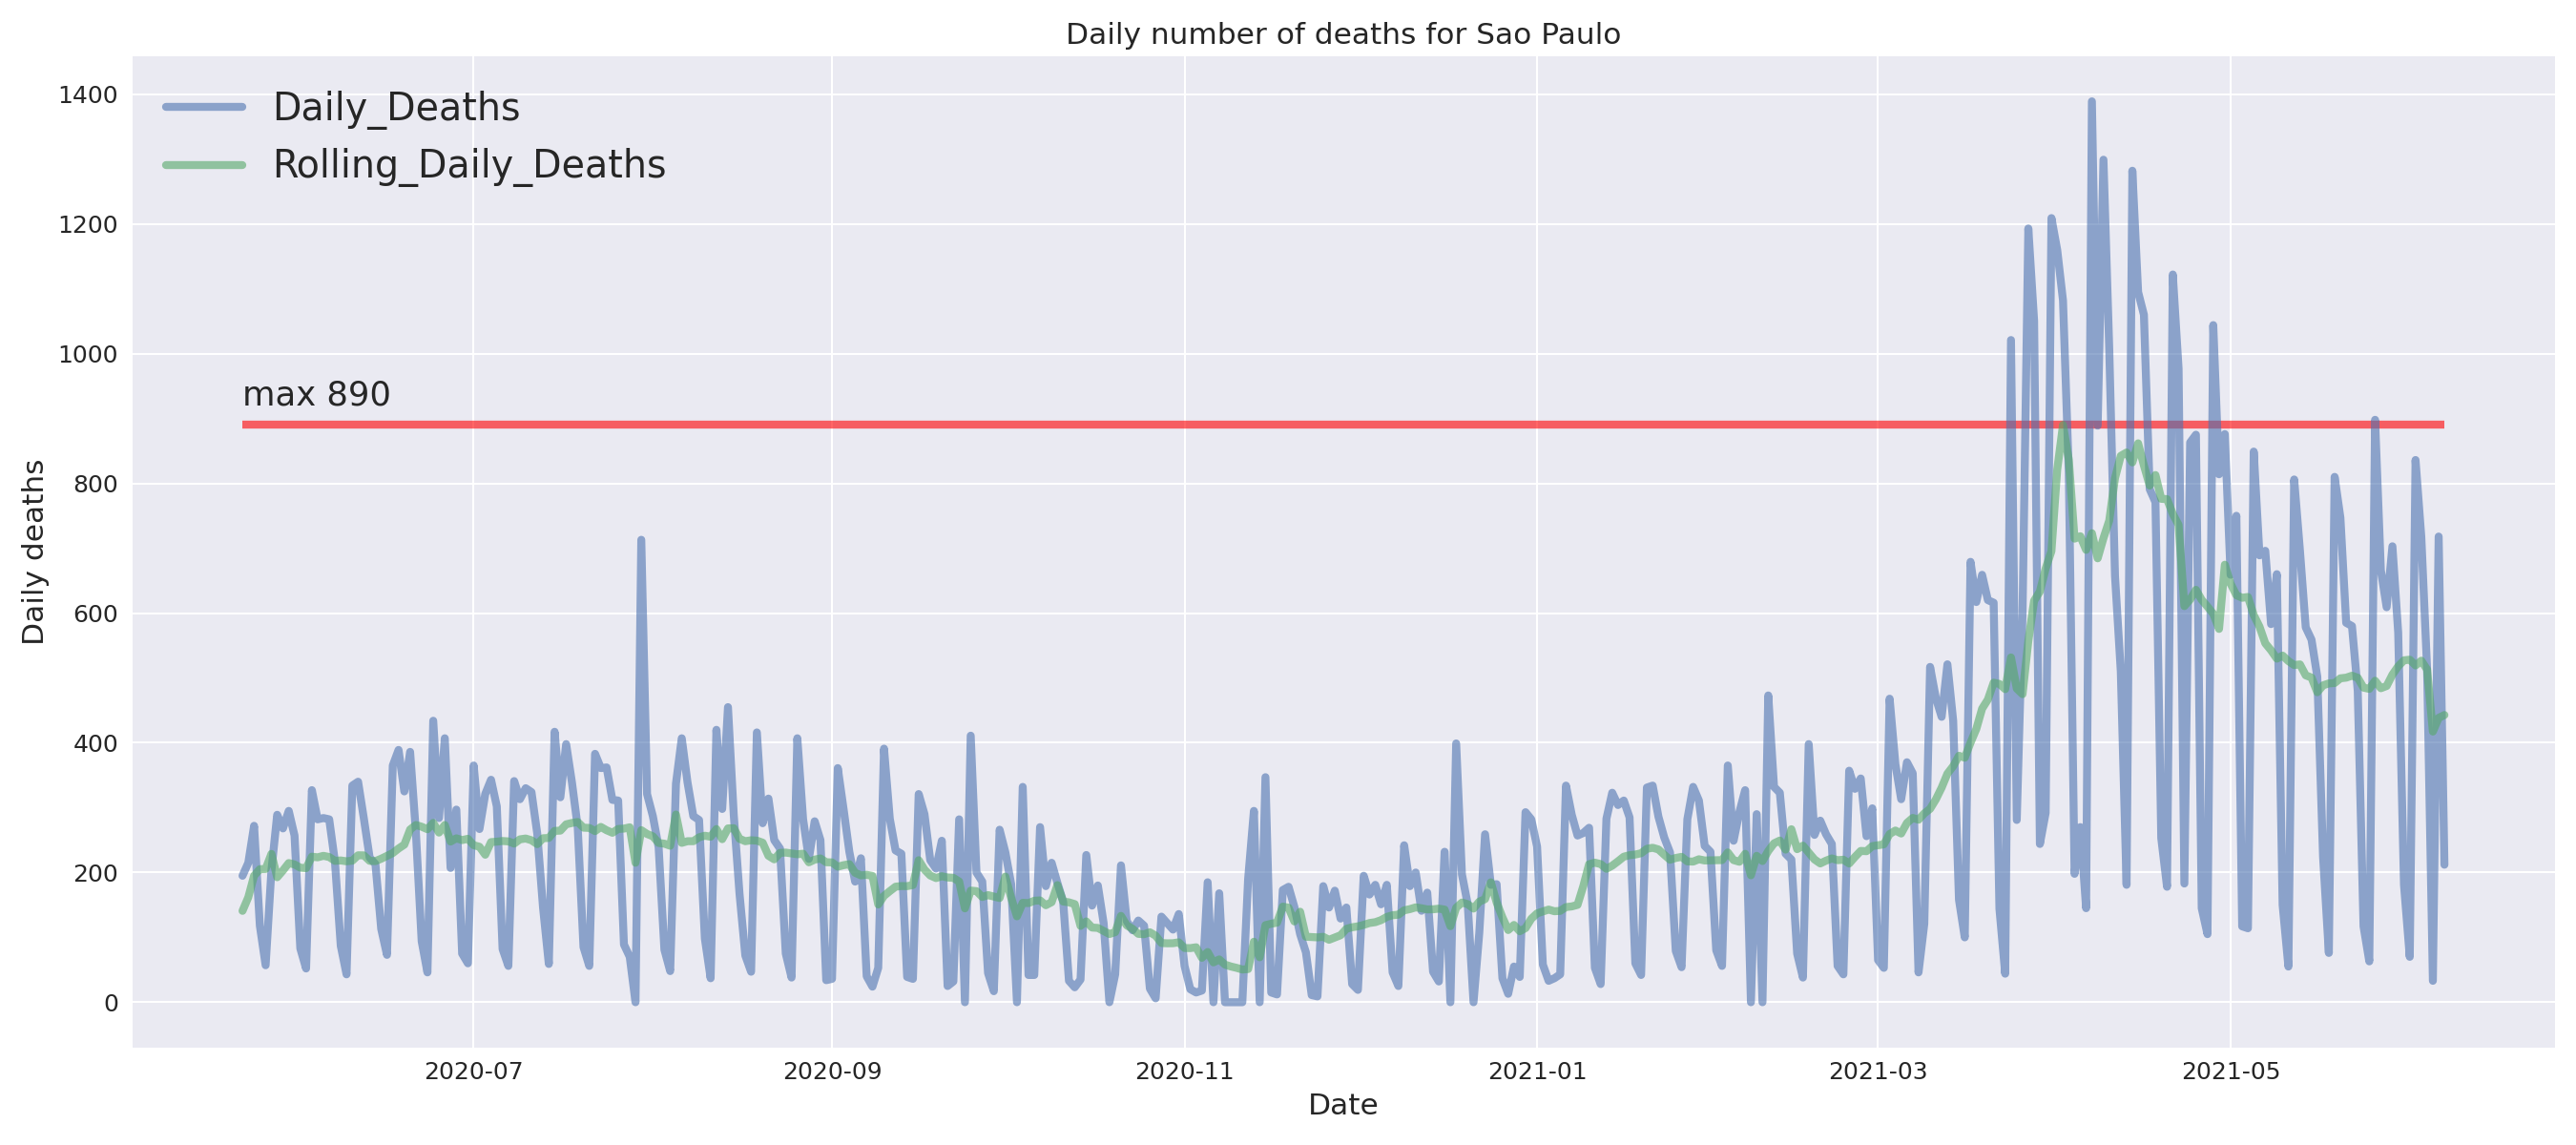 Daily number of deaths for Sao Paulo
Daily_Deaths
Rolling_Daily_Deaths
max 890
Daily deaths
1400
1200
1000
800
600
400
200
0
2020-07
2020-09
2020-11
2021-01
2021-03
2021-05
Date